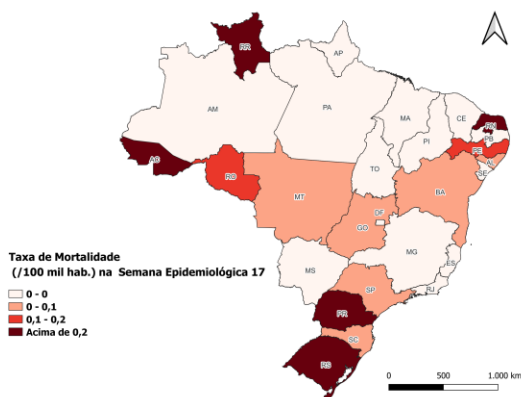 RR
AP
AM
PA
MA
CE
RN
PB
PI
PE
AL
SE
AC
RO
TO
MT
BA
DF
GO
MG
ES
MS
SP
RJ
PR
SC
RS
Taxa de Mortalidade
(/100 mil hab.) na Semana Epidemiológica 17
0 - 0
0 - 0,1
0,1 - 0,2
Acima de 0,2
0 500 1.000 km